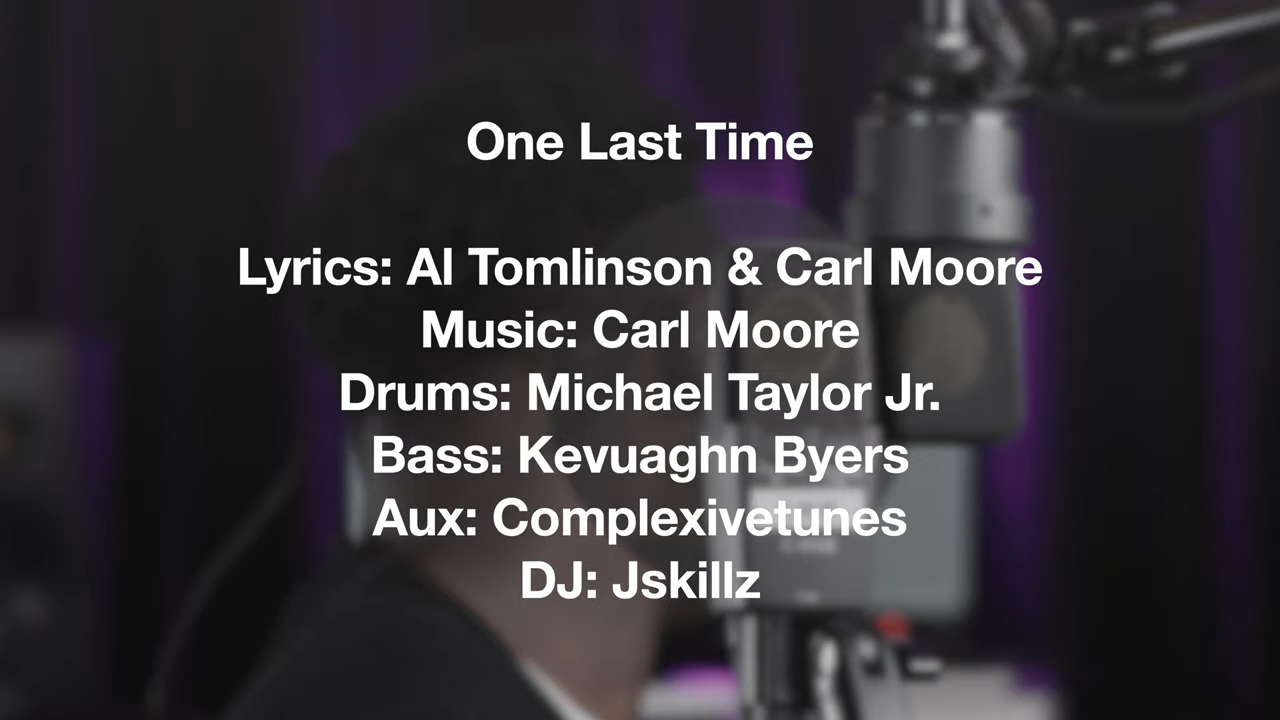 One Last Time
Lyrics: Al Tomlinson & Carl Moore
Music: Carl Moore
Drums: Michael Taylor Jr.
Bass: Kevuaghn Byers
Aux: Complexivetunes
DJ: Jskillz